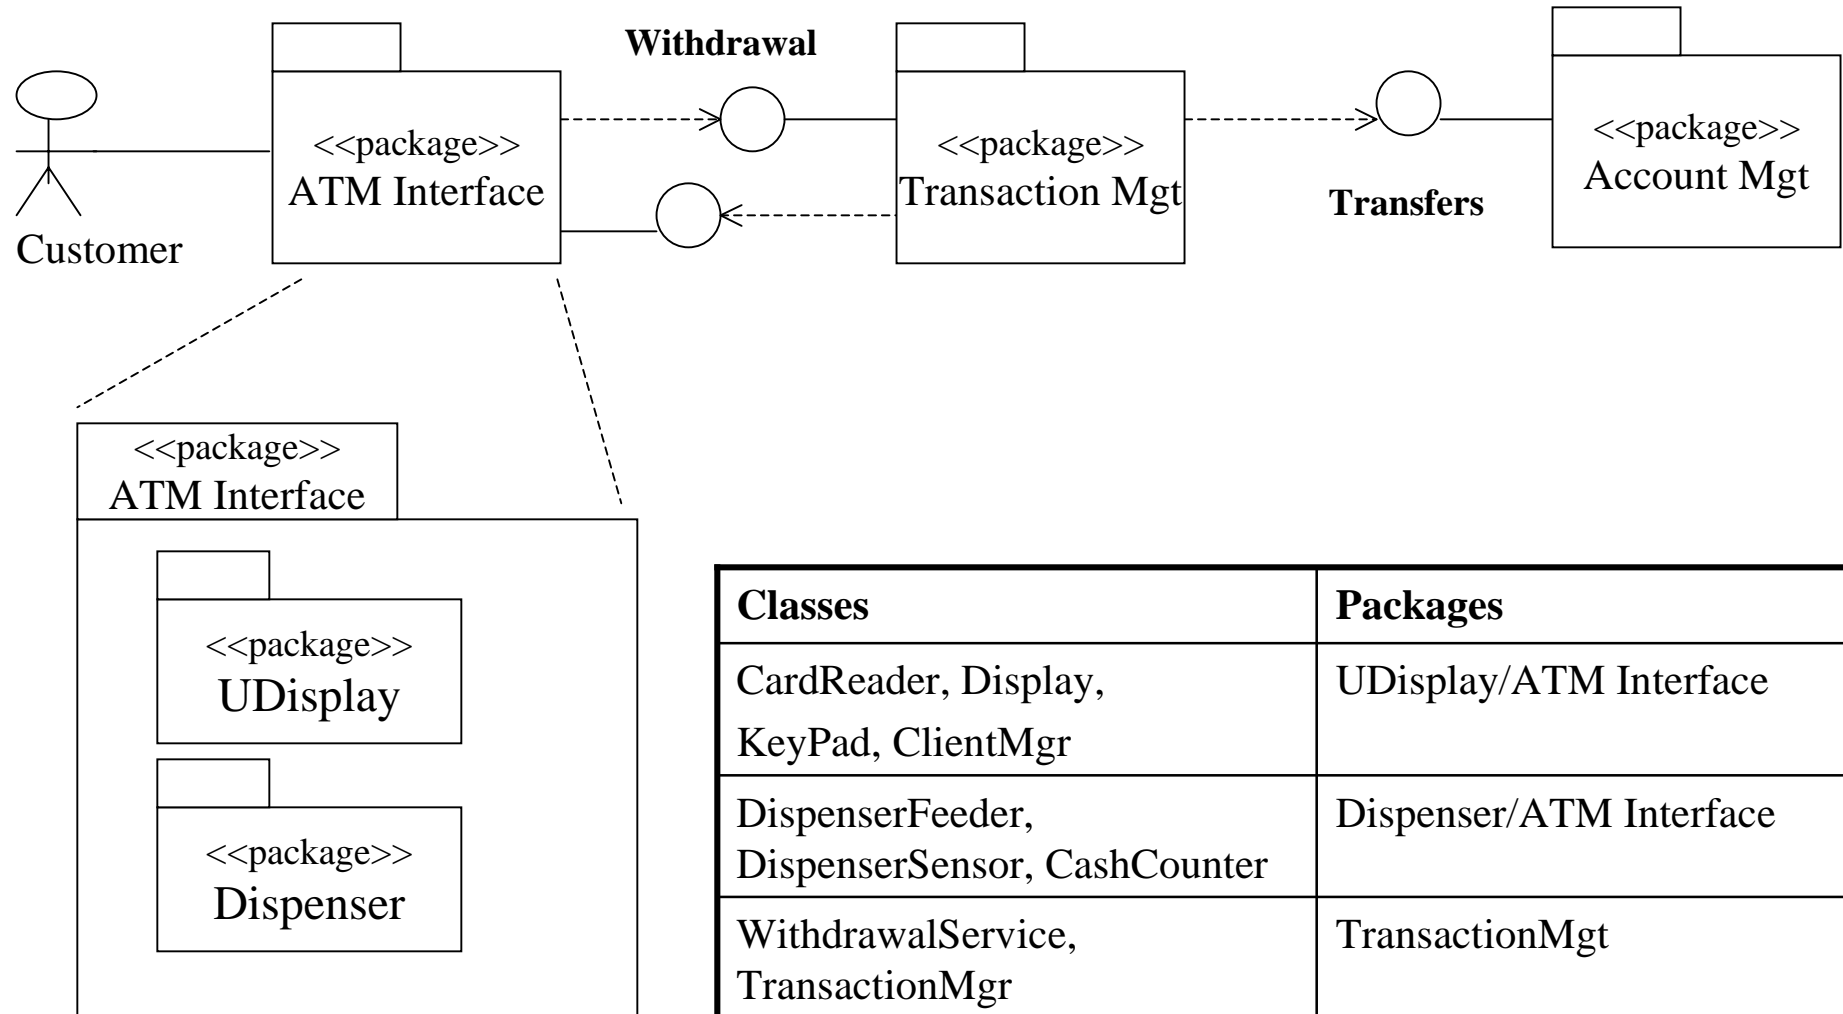 Withdrawal
<<package>>
ATM Interface
<<package>>
Transaction Mgt
<<package>>
Account Mgt
Transfers
Customer
<<package>>
ATM Interface
<<package>>
UDisplay
<<package>>
Dispenser
Classes
Packages
CardReader, Display,
KeyPad, ClientMgr
UDisplay/ATM Interface
DispenserFeeder,
DispenserSensor, CashCounter
Dispenser/ATM Interface
WithdrawalService,
TransactionMgr
TransactionMgt